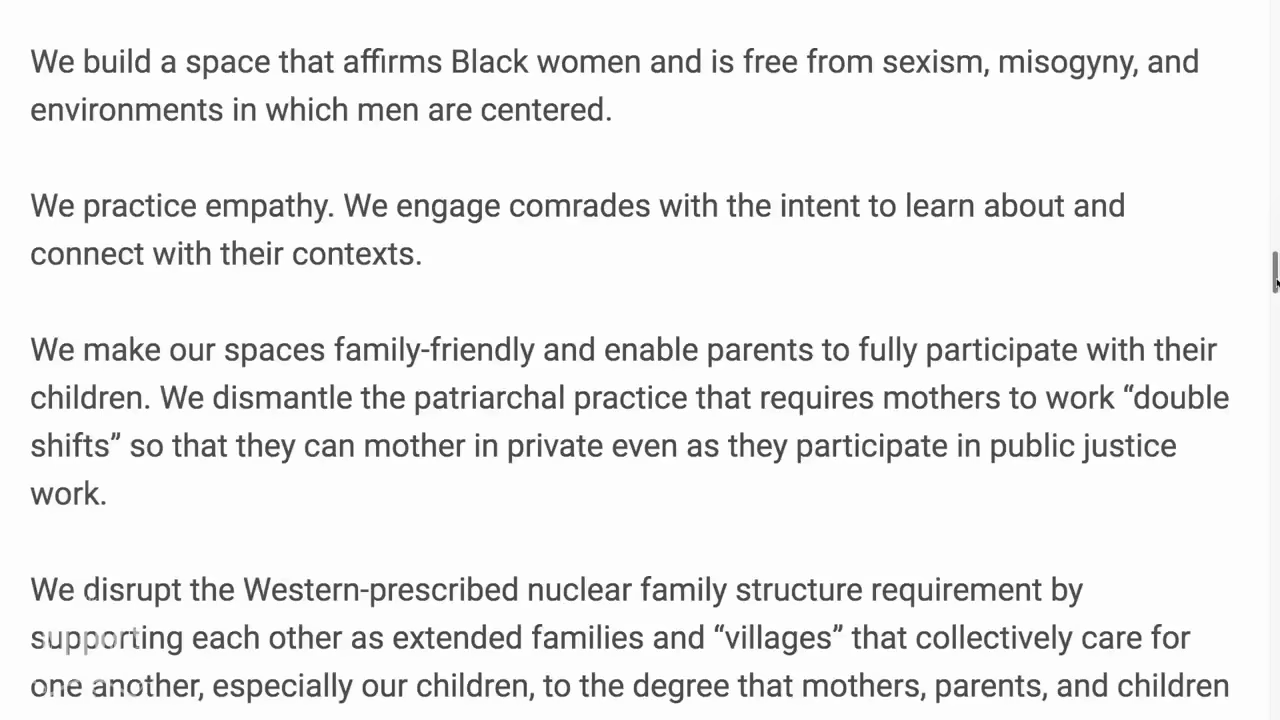 We build a space that affirms Black women and is free from sexism, misogyny, and
environments in which men are centered.
We practice empathy. We engage comrades with the intent to learn about and
connect with their contexts.
We make our spaces family-friendly and enable parents to fully participate with their
children. We dismantle the patriarchal practice that requires mothers to work “double
shifts” so that they can mother in private even as they participate in public justice
work.
We disrupt the Western-prescribed nuclear family structure requirement by
supporting each other as extended families and “villages” that collectively care for
one another, especially our children, to the degree that mothers, parents, and children